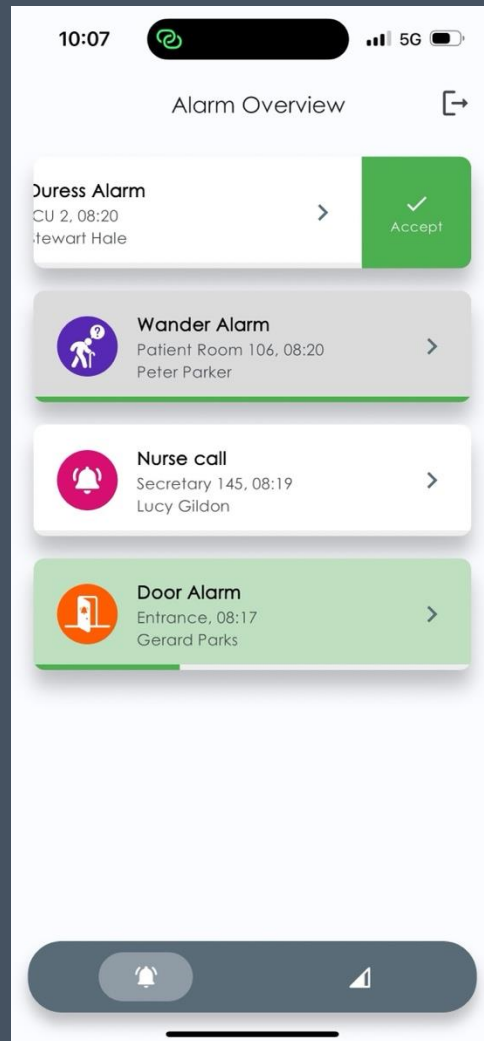 10:07
5G
Alarm Overview
Duress Alarm
CU 2, 08:20
Stewart Hale
Accept
Wander Alarm
Patient Room 106, 08:20
Peter Parker
Nurse call
Secretary 145, 08:19
Lucy Gildon
Door Alarm
Entrance, 08:17
Gerard Parks